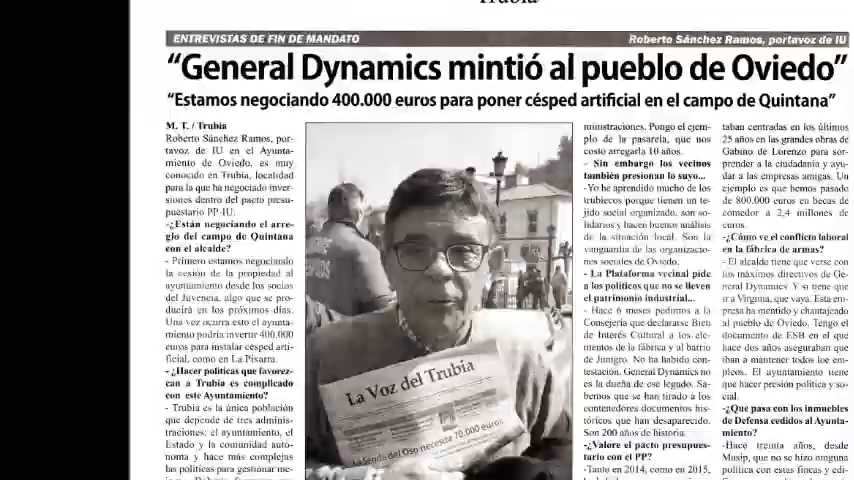 Trubia
ENTREVISTAS DE FIN DE MANDATO
Roberto Sánchez Ramos, portavoz de IU
“General Dynamics mintió al pueblo de Oviedo”
“Estamos negociando 400.000 euros para poner césped artificial en el campo de Quintana”
M. T. / Trubia
Roberto Sánchez Ramos, por-
tavoz de IU en el Ayunta-
miento de Oviedo, es muy
conocido en Trubia, localidad
para la que ha negociado inver-
siones dentro del pacto presu-
puestario PP-IU.
-¿Están negociando el arre-
glo del campo de Quintana
con el alcalde?
- Primero estamos negociando
la cesión de la propiedad al
ayuntamiento desde los socios
del Juvencia, algo que se pro-
ducirá en los próximos días.
Una vez ocurra esto el ayunta-
miento podría invertir 400.000
euros para instalar césped arti-
ficial, como en La Pixarra.
-¿Hacer políticas que favorez-
can a Trubia es complicado
con este Ayuntamiento?
- Trubia es la única población
que depende de tres adminis-
traciones: el ayuntamiento, el
Estado y la comunidad autó-
noma y hace más complejas
las políticas para gestionar me-
La Voz del Trubia
La Senda del Oso necesita 70.000 euros
ministraciones. Pongo el ejem-
plo de la pasarela, que nos
costo arreglarla 10 años.
- Sin embargo los vecinos
también presionan lo suyo...
-Yo he aprendido mucho de los
trubiecos porque tienen un te-
jido social organizado, son so-
lidarios y hacen buenos análisis
de la situación local. Son la
vanguardia de las organizacio-
nes sociales de Oviedo.
- La Plataforma vecinal pide
a los políticos que no se lleven
el patrimonio industrial...
- Hace 6 meses pedimos a la
Consejería que declarase Bien
de Interés Cultural a los ele-
mentos de la fábrica y al barrio
de Junigro. No ha habido con-
testación. General Dynamics no
es la dueña de ese legado. Sa-
bemos que se han tirado a los
contenedores documentos his-
tóricos que han desaparecido.
Son 200 años de historia.
-¿Valore el pacto presupues-
tario con el PP?
-Tanto en 2014, como en 2015,
taban centradas en los últimos
25 años en las grandes obras de
Gabino de Lorenzo para sor-
prender a la ciudadanía y ayu-
dar a las empresas amigas. Un
ejemplo es que hemos pasado
de 800.000 euros en becas de
comedor a 2,4 millones de
euros.
-¿Cómo ve el conflicto laboral
en la fábrica de armas?
- El alcalde tiene que verse con
los máximos directivos de Ge-
neral Dynamics. Y si tiene que
ir a Virginia, que vaya. Esta em-
presa ha mentido y chantajeado
al pueblo de Oviedo. Tengo el
documento de ESB en el que
hace dos años aseguraban que
iban a mantener todos los em-
pleos. El ayuntamiento tiene
que hacer presión política y so-
cial.
-¿Que pasa con los inmuebles
de Defensa cedidos al Ayunta-
miento?
-Hace treinta años, desde
Masip, que no se hizo ninguna
política con estas fincas y edi-